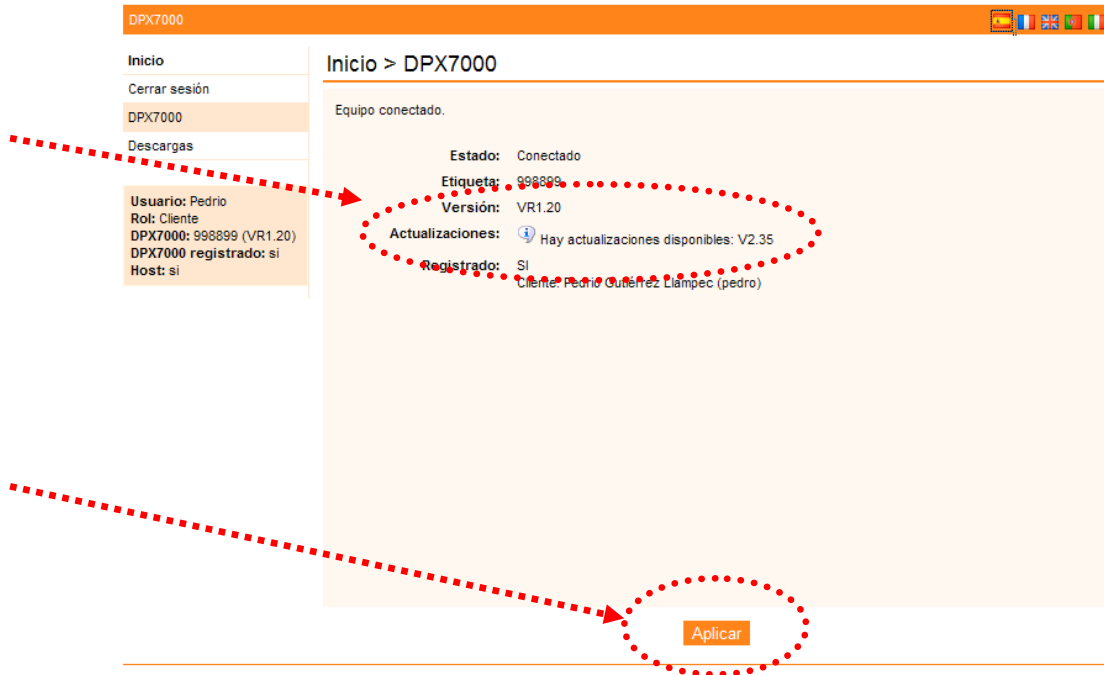 DPX7000
Inicio
Cerrar sesión
DPX7000
Descargas
Usuario: Pedrio
Rol: Cliente
DPX7000: 998899 (VR1.20)
DPX7000 registrado: si
Host: si
Inicio > DPX7000
Equipo conectado.
Estado: Conectado
Etiqueta: 998899
Versión: VR1.20
Actualizaciones: Hay actualizaciones disponibles: V2.35
Registrado: SI
Cliente: Pedrio Gutiérrez Llampec (pedro)
Aplicar